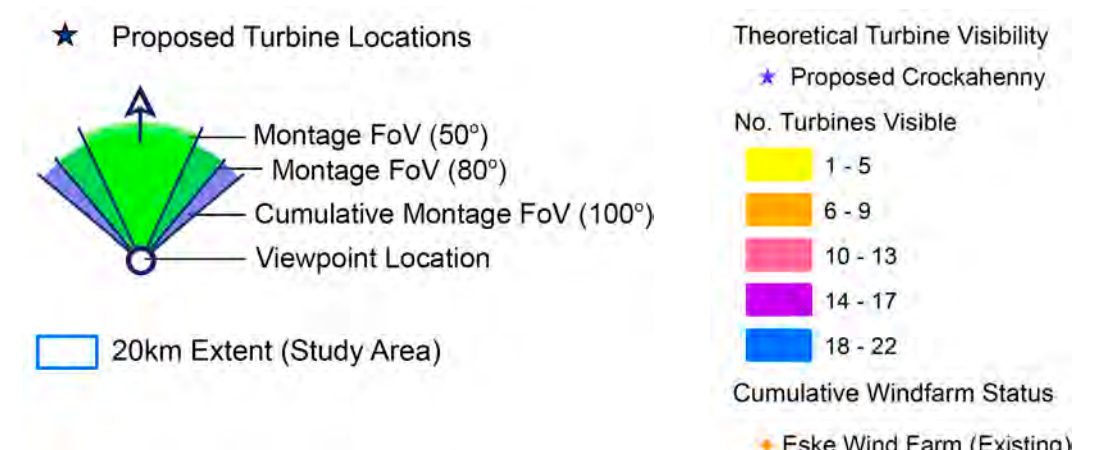 Proposed Turbine Locations
Montage FoV (50°)
Montage FoV (80°)
Cumulative Montage FoV (100°)
Viewpoint Location
20km Extent (Study Area)
Theoretical Turbine Visibility
Proposed Crockahenny
No. Turbines Visible
1 - 5
6 - 9
10 - 13
14 - 17
18 - 22
Cumulative Windfarm Status
Eske Wind Farm (Existing)